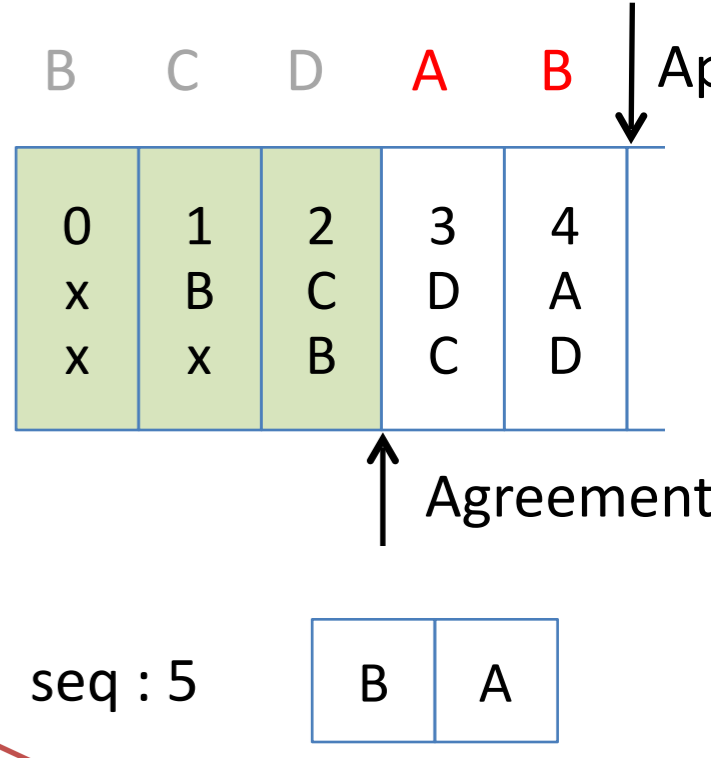 B C D A B
Ap
0 1 2 3 4
x B C D A
x x B C D
Agreement
seq : 5 B A